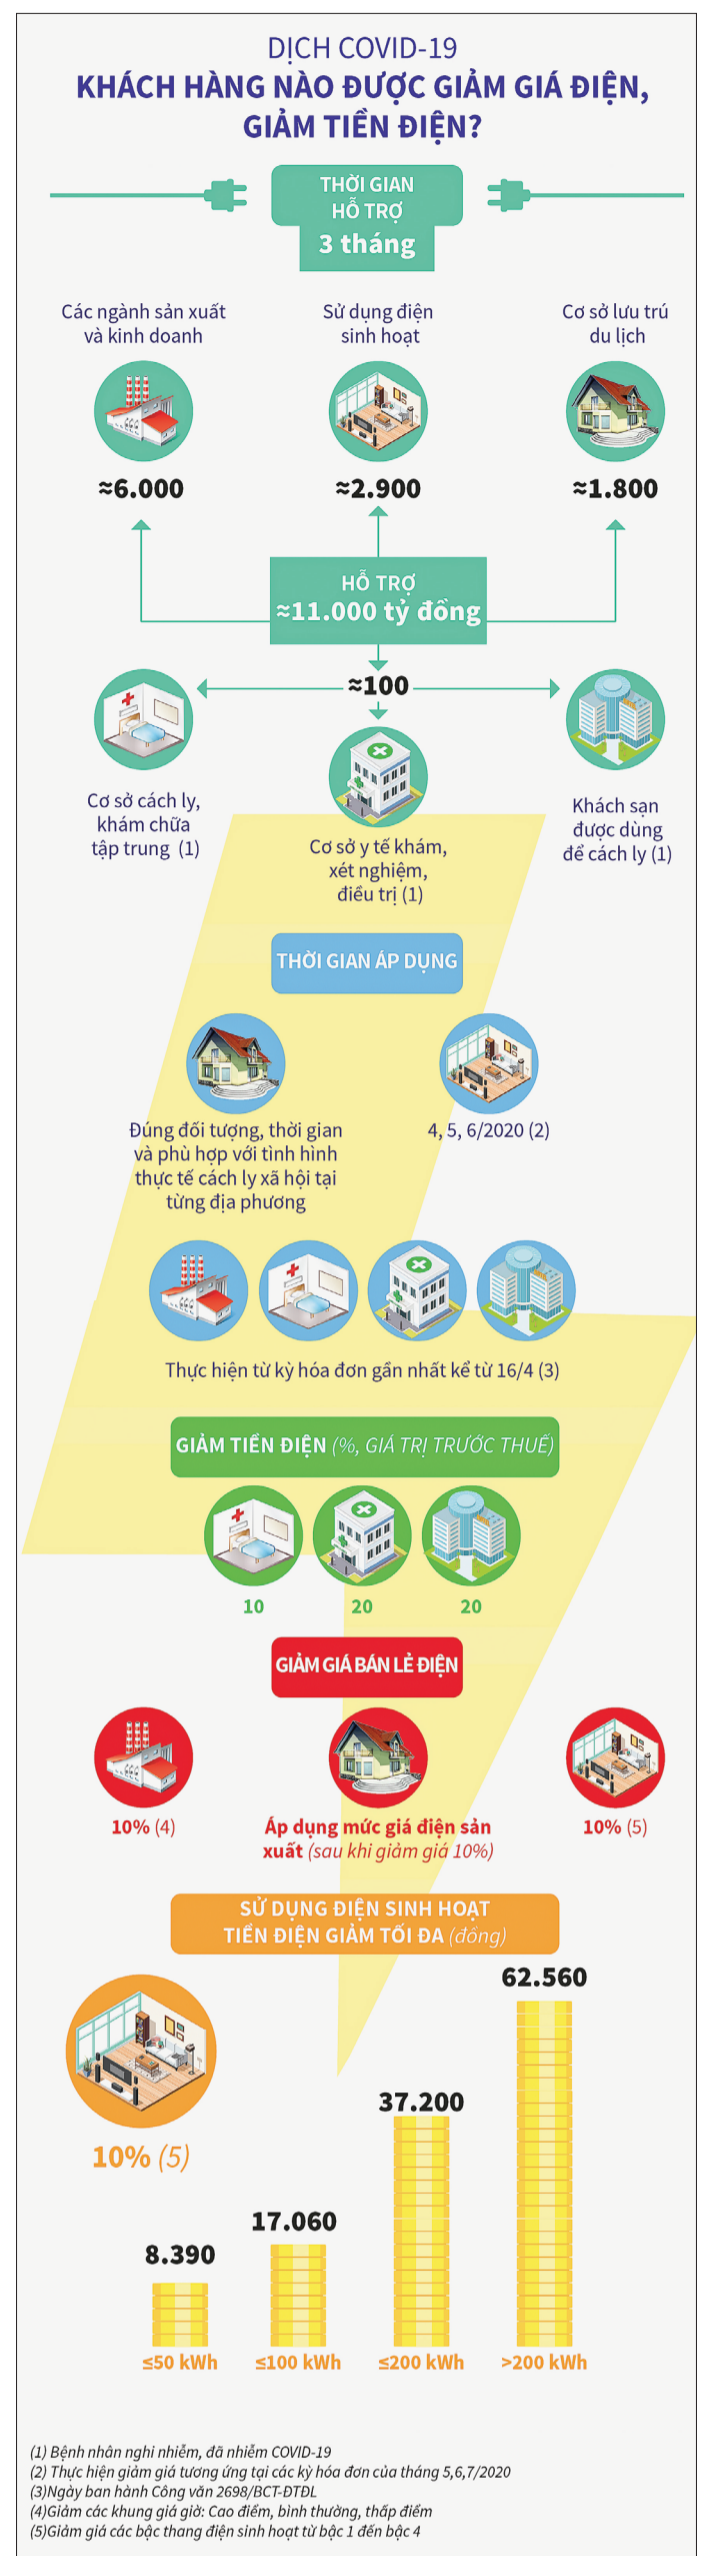 DỊCH COVID-19
KHÁCH HÀNG NÀO ĐƯỢC GIẢM GIÁ ĐIỆN,
GIẢM TIỀN ĐIỆN?
THỜI GIAN
HỖ TRỢ
3 tháng
Các ngành sản xuất
và kinh doanh
Sử dụng điện
sinh hoạt
Cơ sở lưu trú
du lịch
≈6.000
≈2.900
≈1.800
HỖ TRỢ
≈11.000 tỷ đồng
≈100
Cơ sở cách ly,
khám chữa
tập trung (1)
Cơ sở y tế khám,
xét nghiệm,
điều trị (1)
Khách sạn
được dùng
để cách ly (1)
THỜI GIAN ÁP DỤNG
Đúng đối tượng, thời gian
và phù hợp với tình hình
thực tế cách ly xã hội tại
từng địa phương
4, 5, 6/2020 (2)
Thực hiện từ kỳ hóa đơn gần nhất kể từ 16/4 (3)
GIẢM TIỀN ĐIỆN (%, GIÁ TRỊ TRƯỚC THUẾ)
10
20
20
GIẢM GIÁ BÁN LẺ ĐIỆN
10% (4)
Áp dụng mức giá điện sản
xuất (sau khi giảm giá 10%)
10% (5)
SỬ DỤNG ĐIỆN SINH HOẠT
TIỀN ĐIỆN GIẢM TỐI ĐA (đồng)
10% (5)
8.390
17.060
37.200
62.560
≤50 kWh
≤100 kWh
≤200 kWh
>200 kWh
(1) Bệnh nhân nghi nhiễm, đã nhiễm COVID-19
(2) Thực hiện giảm giá tương ứng tại các kỳ hóa đơn của tháng 5,6,7/2020
(3)Ngày ban hành Công văn 2698/BCT-ĐTĐL
(4)Giảm các khung giá giờ: Cao điểm, bình thường, thấp điểm
(5)Giảm giá các bậc thang điện sinh hoạt từ bậc 1 đến bậc 4